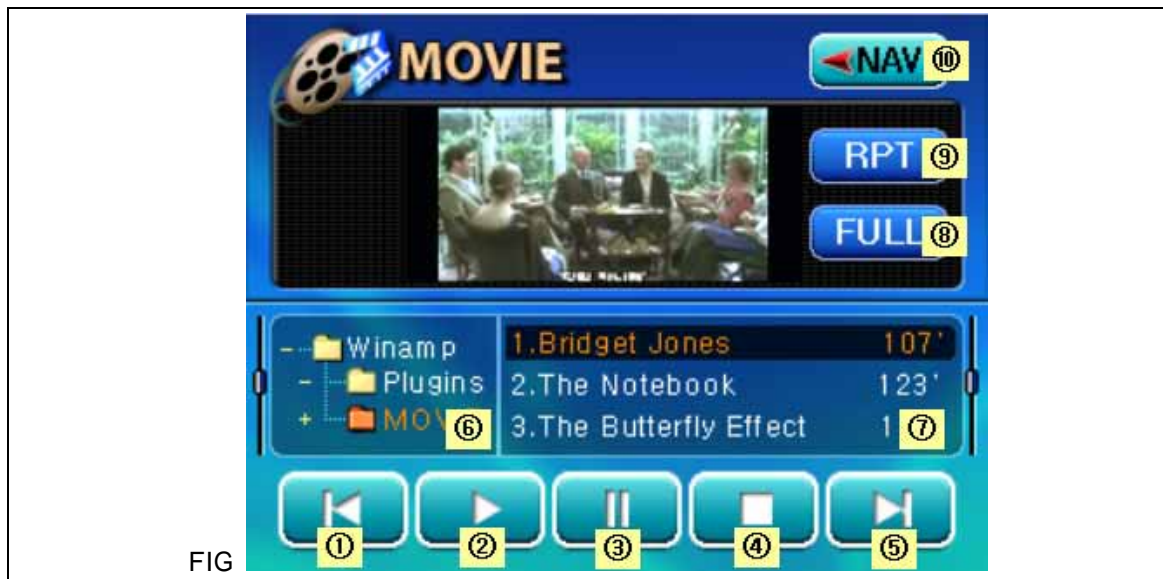 MOVIE
NAV ⑩
RPT ⑨
FULL ⑧
- Winamp
- Plugins
+ MOV ⑥
1.Bridget Jones 107'
2.The Notebook 123'
3.The Butterfly Effect 1 ⑦
① ② ③ ④ ⑤
FIG